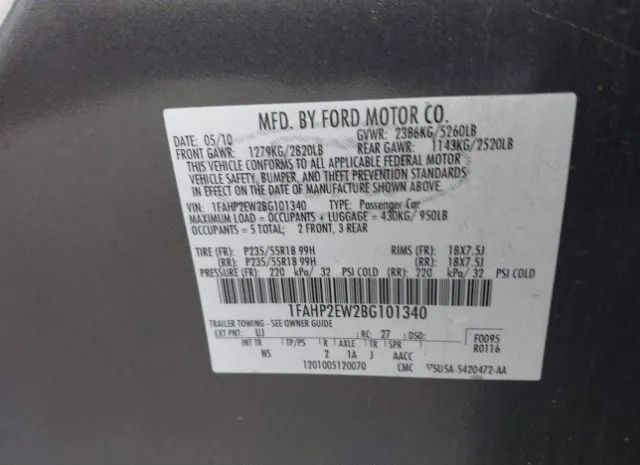 MFD. BY FORD MOTOR CO.
DATE: 05/10 GVWR: 2386KG/5260LB
FRONT GAWR: 1279KG/2820LB REAR GAWR: 1143KG/2520LB
THIS VEHICLE CONFORMS TO ALL APPLICABLE FEDERAL MOTOR
VEHICLE SAFETY, BUMPER, AND THEFT PREVENTION STANDARDS
IN EFFECT ON THE DATE OF MANUFACTURE SHOWN ABOVE.
VIN: 1FAHP2EW2BG101340 TYPE: Passenger Car
MAXIMUM LOAD = OCCUPANTS + LUGGAGE = 430KG/ 950LB
OCCUPANTS = 5 TOTAL; 2 FRONT, 3 REAR
TIRE (FR): P235/55R18 99H RIMS (FR): 18X7.5J
(RR): P235/55R18 99H (RR): 18X7.5J
PRESSURE (FR): 220 kPa/ 32 PSI COLD (RR): 220 kPa/ 32 PSI COLD
1FAHP2EW2BG101340
TRAILER TOWING - SEE OWNER GUIDE
EXT PNT: UJ RC: 27 DSO: F0095
R0116
INT TR TP/PS R AXLE TR SPR
NS 2 1A J AACC
1201005120070 CMC 5U5A-5420472-AA